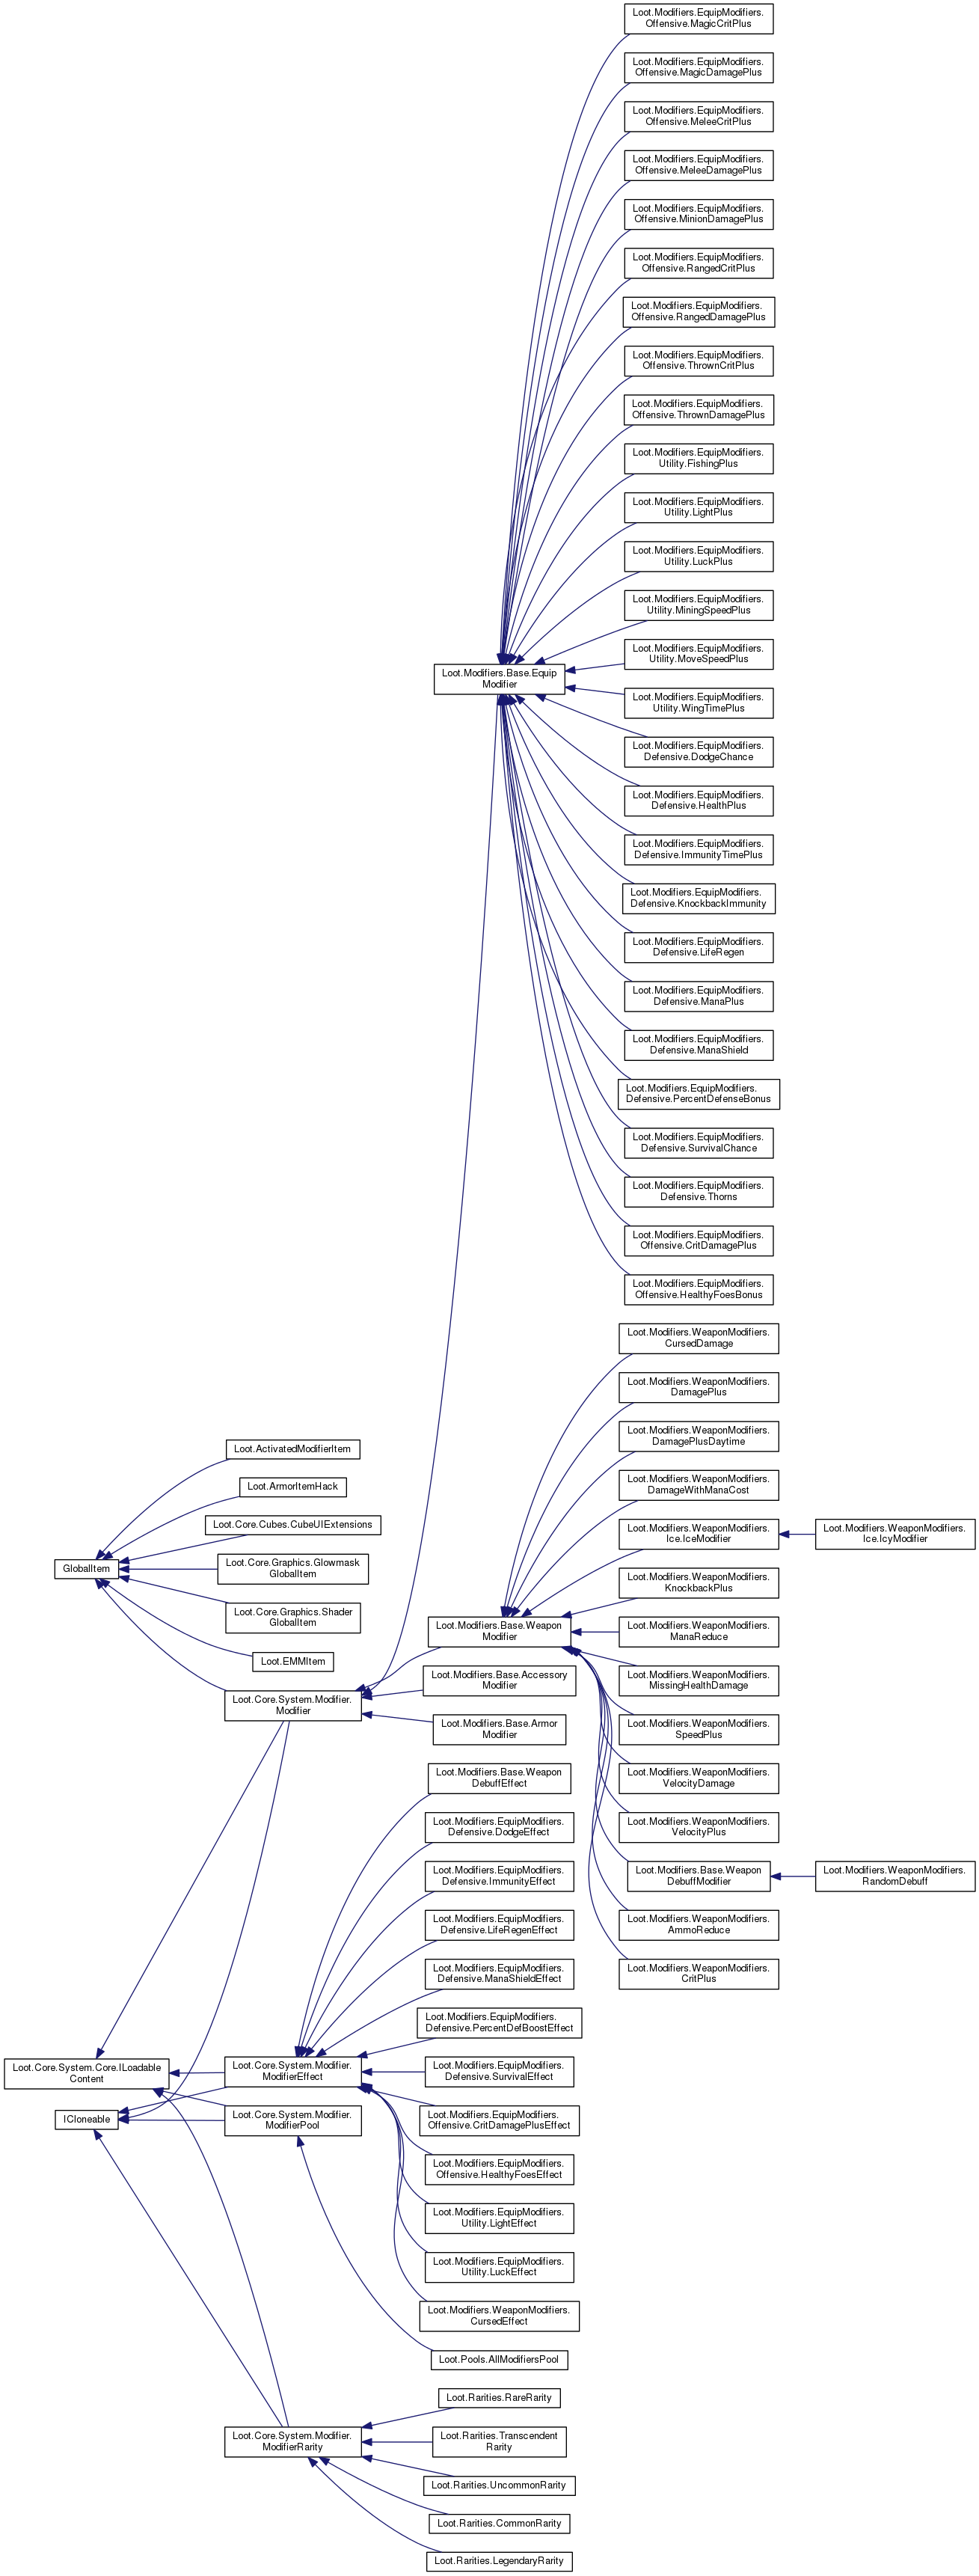 Loot.Modifiers.EquipModifiers.
Offensive.MagicCritPlus
Loot.Modifiers.EquipModifiers.
Offensive.MagicDamagePlus
Loot.Modifiers.EquipModifiers.
Offensive.MeleeCritPlus
Loot.Modifiers.EquipModifiers.
Offensive.MeleeDamagePlus
Loot.Modifiers.EquipModifiers.
Offensive.MinionDamagePlus
Loot.Modifiers.EquipModifiers.
Offensive.RangedCritPlus
Loot.Modifiers.EquipModifiers.
Offensive.RangedDamagePlus
Loot.Modifiers.EquipModifiers.
Offensive.ThrownCritPlus
Loot.Modifiers.EquipModifiers.
Offensive.ThrownDamagePlus
Loot.Modifiers.EquipModifiers.
Utility.FishingPlus
Loot.Modifiers.EquipModifiers.
Utility.LightPlus
Loot.Modifiers.EquipModifiers.
Utility.LuckPlus
Loot.Modifiers.EquipModifiers.
Utility.MiningSpeedPlus
Loot.Modifiers.EquipModifiers.
Utility.MoveSpeedPlus
Loot.Modifiers.Base.Equip
Modifier
Loot.Modifiers.EquipModifiers.
Utility.WingTimePlus
Loot.Modifiers.EquipModifiers.
Defensive.DodgeChance
Loot.Modifiers.EquipModifiers.
Defensive.HealthPlus
Loot.Modifiers.EquipModifiers.
Defensive.ImmunityTimePlus
Loot.Modifiers.EquipModifiers.
Defensive.KnockbackImmunity
Loot.Modifiers.EquipModifiers.
Defensive.LifeRegen
Loot.Modifiers.EquipModifiers.
Defensive.ManaPlus
Loot.Modifiers.EquipModifiers.
Defensive.ManaShield
Loot.Modifiers.EquipModifiers.
Defensive.PercentDefenseBonus
Loot.Modifiers.EquipModifiers.
Defensive.SurvivalChance
Loot.Modifiers.EquipModifiers.
Defensive.Thorns
Loot.Modifiers.EquipModifiers.
Offensive.CritDamagePlus
Loot.Modifiers.EquipModifiers.
Offensive.HealthyFoesBonus
Loot.Modifiers.WeaponModifiers.
CursedDamage
Loot.Modifiers.WeaponModifiers.
DamagePlus
Loot.Modifiers.WeaponModifiers.
DamagePlusDaytime
Loot.ActivatedModifierItem
Loot.Modifiers.WeaponModifiers.
DamageWithManaCost
Loot.ArmorItemHack
Loot.Core.Cubes.CubeUIExtensions
Loot.Modifiers.WeaponModifiers.
Ice.IceModifier
Loot.Modifiers.WeaponModifiers.
Ice.IcyModifier
GlobalItem
Loot.Core.Graphics.Glowmask
GlobalItem
Loot.Modifiers.WeaponModifiers.
KnockbackPlus
Loot.Core.Graphics.Shader
GlobalItem
Loot.Modifiers.Base.Weapon
Modifier
Loot.Modifiers.WeaponModifiers.
ManaReduce
Loot.EMMItem
Loot.Modifiers.Base.Accessory
Modifier
Loot.Modifiers.WeaponModifiers.
MissingHealthDamage
Loot.Core.System.Modifier.
Modifier
Loot.Modifiers.Base.Armor
Modifier
Loot.Modifiers.WeaponModifiers.
SpeedPlus
Loot.Modifiers.Base.Weapon
DebuffEffect
Loot.Modifiers.WeaponModifiers.
VelocityDamage
Loot.Modifiers.EquipModifiers.
Defensive.DodgeEffect
Loot.Modifiers.WeaponModifiers.
VelocityPlus
Loot.Modifiers.EquipModifiers.
Defensive.ImmunityEffect
Loot.Modifiers.Base.Weapon
DebuffModifier
Loot.Modifiers.WeaponModifiers.
RandomDebuff
Loot.Modifiers.EquipModifiers.
Defensive.LifeRegenEffect
Loot.Modifiers.WeaponModifiers.
AmmoReduce
Loot.Modifiers.EquipModifiers.
Defensive.ManaShieldEffect
Loot.Modifiers.WeaponModifiers.
CritPlus
Loot.Modifiers.EquipModifiers.
Defensive.PercentDefBoostEffect
Loot.Core.System.Core.ILoadable
Content
Loot.Core.System.Modifier.
ModifierEffect
Loot.Modifiers.EquipModifiers.
Defensive.SurvivalEffect
ICloneable
Loot.Core.System.Modifier.
ModifierPool
Loot.Modifiers.EquipModifiers.
Offensive.CritDamagePlusEffect
Loot.Modifiers.EquipModifiers.
Offensive.HealthyFoesEffect
Loot.Modifiers.EquipModifiers.
Utility.LightEffect
Loot.Modifiers.EquipModifiers.
Utility.LuckEffect
Loot.Modifiers.WeaponModifiers.
CursedEffect
Loot.Pools.AllModifiersPool
Loot.Rarities.RareRarity
Loot.Core.System.Modifier.
ModifierRarity
Loot.Rarities.Transcendent
Rarity
Loot.Rarities.UncommonRarity
Loot.Rarities.CommonRarity
Loot.Rarities.LegendaryRarity